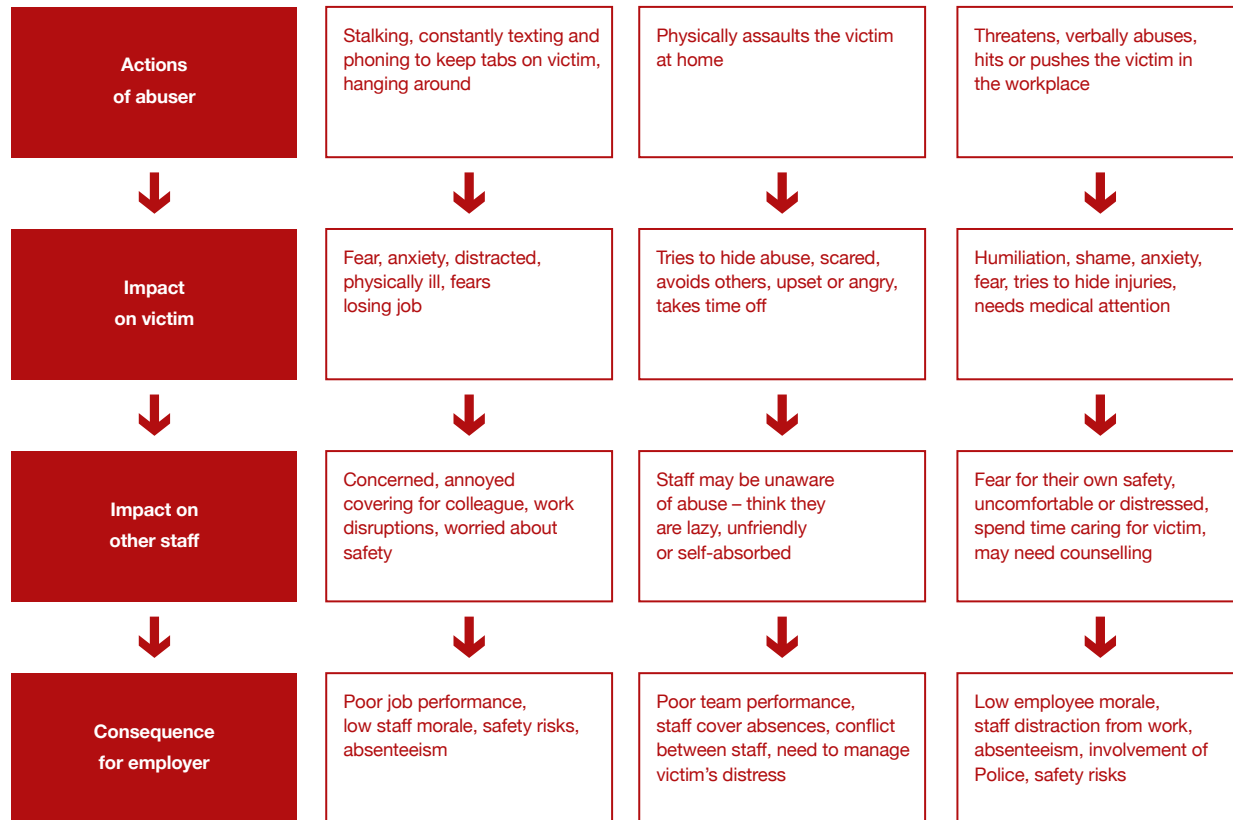 Actions
of abuser
Stalking, constantly texting and
phoning to keep tabs on victim,
hanging around
Physically assaults the victim
at home
Threatens, verbally abuses,
hits or pushes the victim in
the workplace
Impact
on victim
Fear, anxiety, distracted,
physically ill, fears
losing job
Tries to hide abuse, scared,
avoids others, upset or angry,
takes time off
Humiliation, shame, anxiety,
fear, tries to hide injuries,
needs medical attention
Impact on
other staff
Concerned, annoyed
covering for colleague, work
disruptions, worried about
safety
Staff may be unaware
of abuse – think they
are lazy, unfriendly
or self-absorbed
Fear for their own safety,
uncomfortable or distressed,
spend time caring for victim,
may need counselling
Consequence
for employer
Poor job performance,
low staff morale, safety risks,
absenteeism
Poor team performance,
staff cover absences, conflict
between staff, need to manage
victim's distress
Low employee morale,
staff distraction from work,
absenteeism, involvement of
Police, safety risks